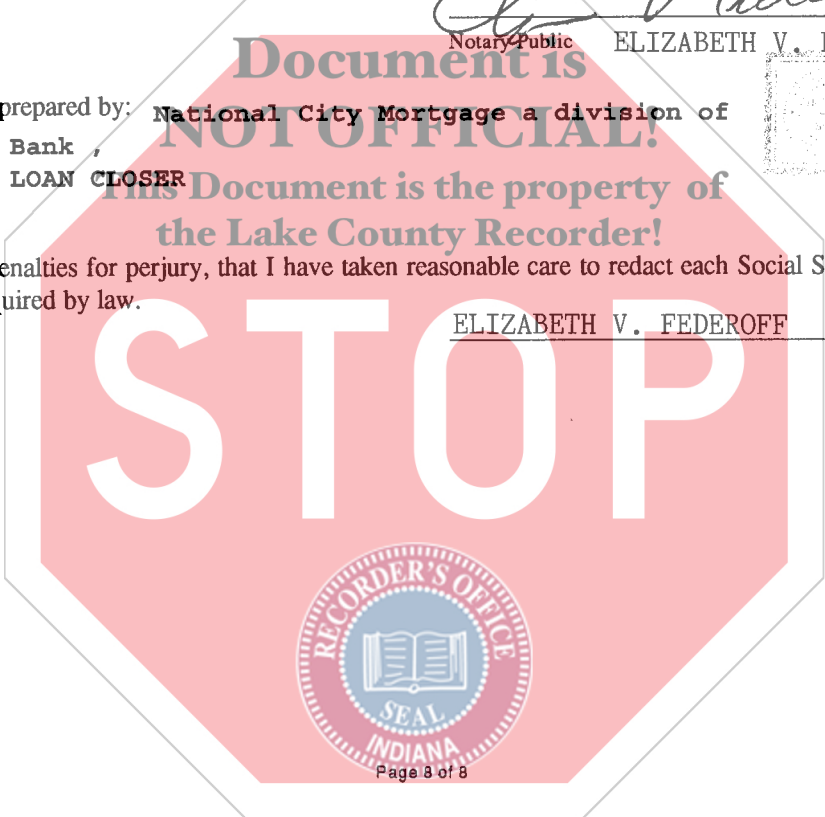 Notary Public ELIZABETH V.
Document is
prepared by: National City Mortgage a division of
NOT OFFICIAL!
Bank ,
LOAN CLOSER
This Document is the property of
the Lake County Recorder!
enalties for perjury, that I have taken reasonable care to redact each Social S
uired by law.
ELIZABETH V. FEDEROFF
STOP
RECORDER'S OFFICE
SEAL
INDIANA
Page 8 of 8